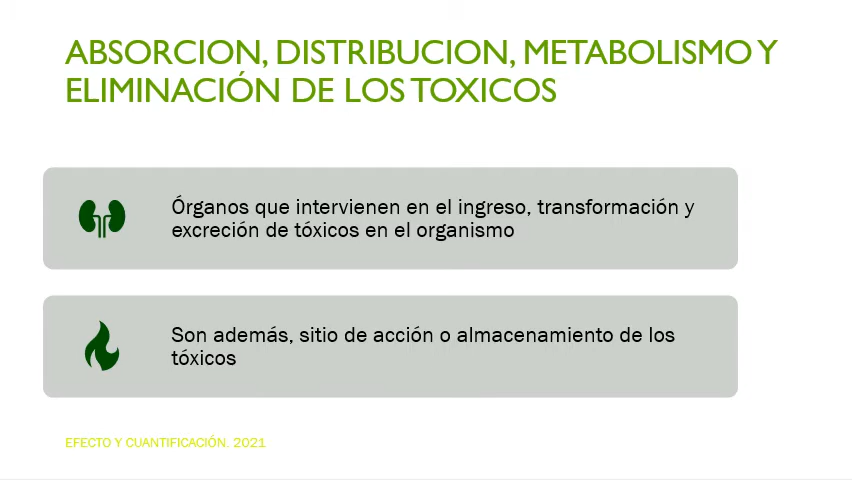 ABSORCION, DISTRIBUCION, METABOLISMO Y
ELIMINACIÓN DE LOS TOXICOS
Órganos que intervienen en el ingreso, transformación y
excreción de tóxicos en el organismo
Son además, sitio de acción o almacenamiento de los
tóxicos
EFECTO Y CUANTIFICACIÓN. 2021